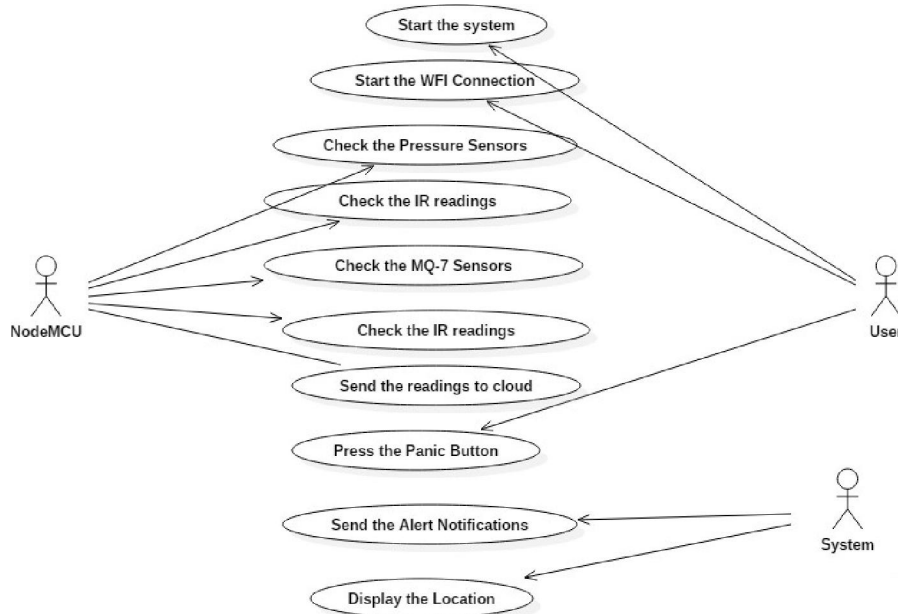 Start the system
Start the WFI Connection
Check the Pressure Sensors
Check the IR readings
Check the MQ-7 Sensors
NodeMCU
User
Check the IR readings
Send the readings to cloud
Press the Panic Button
Send the Alert Notifications
System
Display the Location